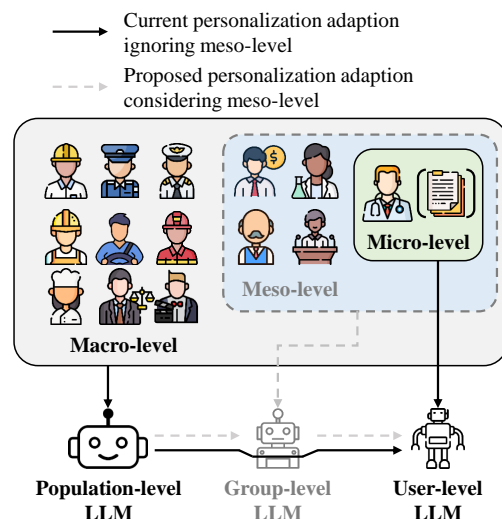 Current personalization adaption
ignoring meso-level
Proposed personalization adaption
considering meso-level
$
Micro-level
Meso-level
Macro-level
Population-level
LLM
Group-level
LLM
User-level
LLM